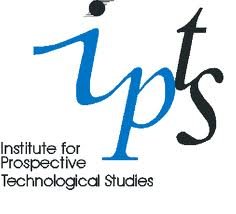 ipts
Institute for
Prospective
Technological Studies